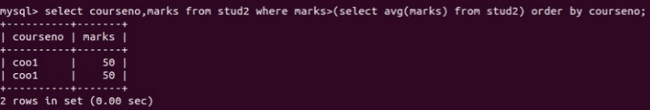 mysql> select courseno,marks from stud2 where marks>(select avg(marks) from stud2) order by courseno;
+----------+-------+
| courseno | marks |
+----------+-------+
| coo1     |    50 |
| coo1     |    50 |
+----------+-------+
2 rows in set (0.00 sec)